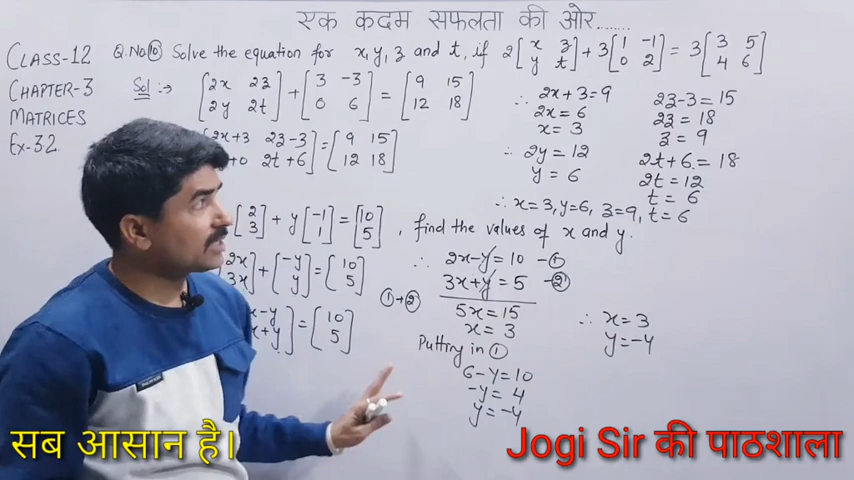 एक कदम सफलता की ओर........
CLASS-12
CHAPTER-3
MATRICES
Ex-3.2
Q.No.⑩ Solve the equation for x, y, z and t, if 2[x z; y t] + 3[1 -1; 0 2] = 3[3 5; 4 6]
Sol :→ [2x 2z; 2y 2t] + [3 -3; 0 6] = [9 15; 12 18]
[2x+3 2z-3; +0 2t+6] = [9 15; 12 18]
∴ 2x+3=9
2x=6
x=3
∴ 2y=12
y=6
2z-3=15
2z=18
z=9
2t+6=18
2t=12
t=6
∴ x=3, y=6, z=9, t=6
[2; 3] + y[-1; 1] = [10; 5], find the values of x and y.
[2x; 3x] + [-y; y] = [10; 5]
[x-y; x+y] = [10; 5]
∴ 2x-y=10 -①
3x+y=5 -②
①+②
5x=15
x=3
Putting in ①
6-y=10
-y=4
y=-4
∴ x=3
y=-4
सब आसान है।
Jogi Sir की पाठशाला